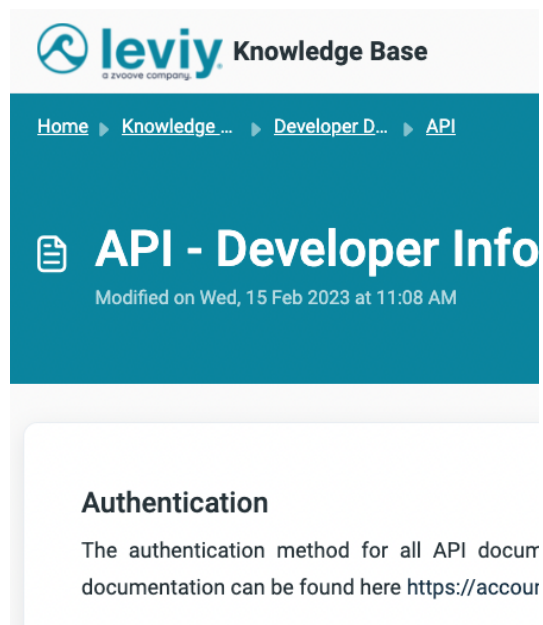 leviy. Knowledge Base
a zvoove company.
Home Knowledge ... Developer D... API
API - Developer Info
Modified on Wed, 15 Feb 2023 at 11:08 AM
Authentication
The authentication method for all API docum
documentation can be found here https://accour